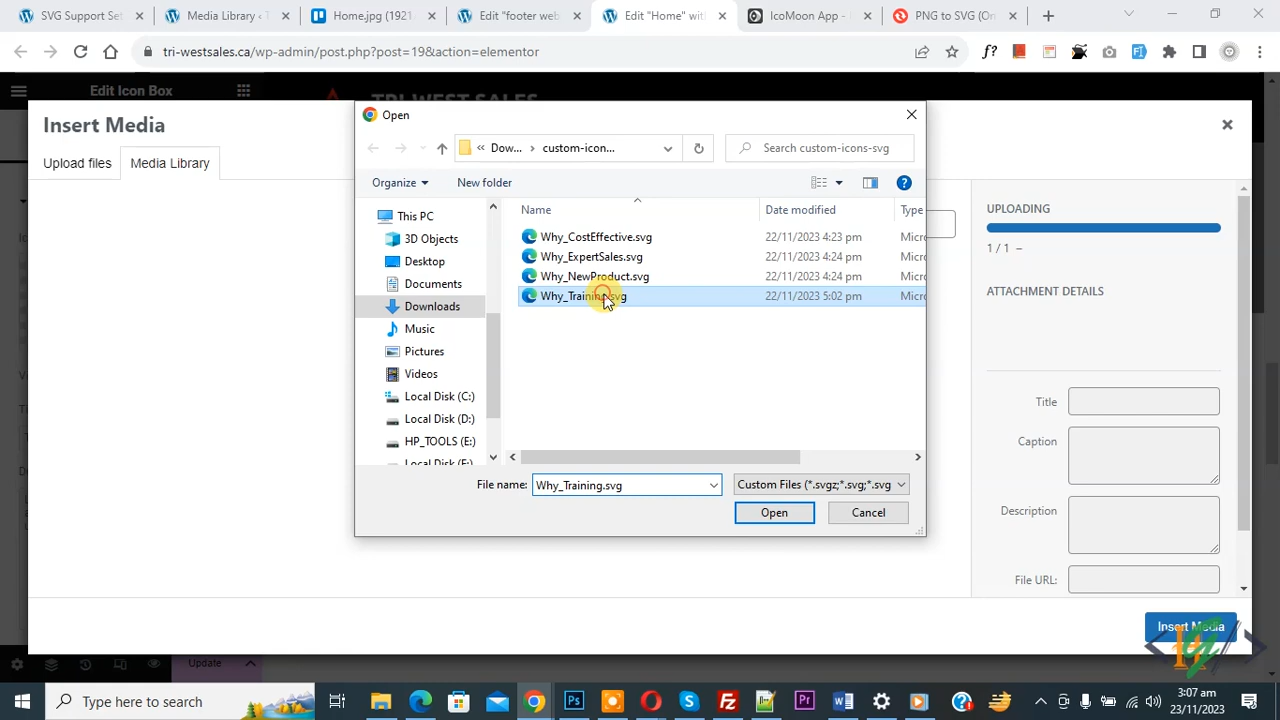 SVG Support Set
Media Library ‹ T
Home.jpg (1921
Edit "footer web
Edit "Home" wit
IcoMoon App -
PNG to SVG (On
tri-westsales.ca/wp-admin/post.php?post=19&action=elementor
f?
Edit Icon Box
Insert Media
Upload files
Media Library
Open
« Dow... › custom-icon...
Search custom-icons-svg
Organize
New folder
Name
Date modified
Type
This PC
3D Objects
Desktop
Documents
Downloads
Music
Pictures
Videos
Local Disk (C:)
Local Disk (D:)
HP_TOOLS (E:)
Why_CostEffective.svg 22/11/2023 4:23 pm Micro
Why_ExpertSales.svg 22/11/2023 4:24 pm Micro
Why_NewProduct.svg 22/11/2023 4:24 pm Micro
Why_Training.svg 22/11/2023 5:02 pm Micro
File name:
Why_Training.svg
Custom Files (*.svgz;*.svg;*.svg
Open
Cancel
UPLOADING
1 / 1 –
ATTACHMENT DETAILS
Title
Caption
Description
File URL:
Insert Media
Update
Type here to search
3:07 am
23/11/2023